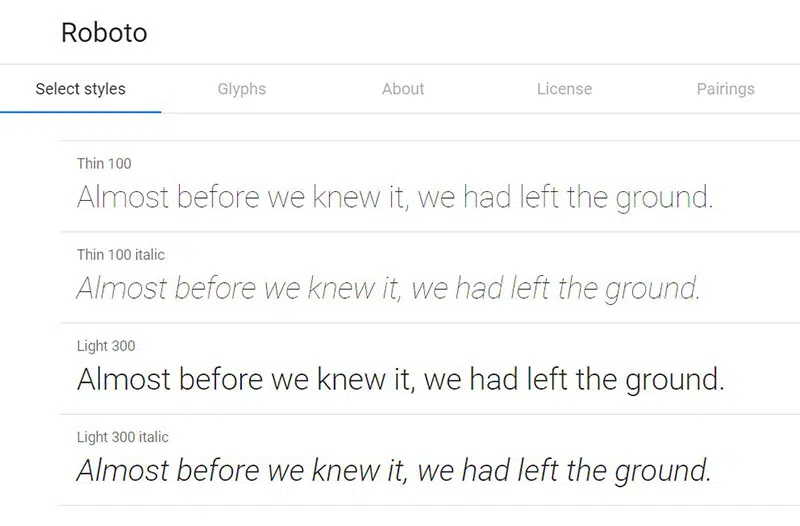 Roboto
Select styles Glyphs About License Pairings
Thin 100
Almost before we knew it, we had left the ground.
Thin 100 italic
Almost before we knew it, we had left the ground.
Light 300
Almost before we knew it, we had left the ground.
Light 300 italic
Almost before we knew it, we had left the ground.